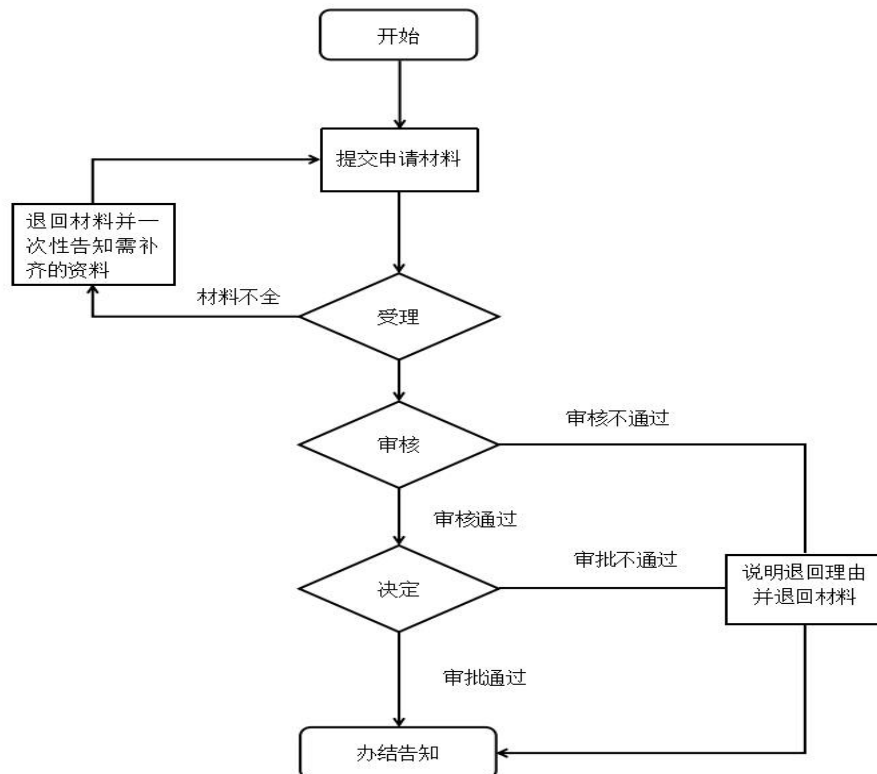 开始
提交申请材料
退回材料并一
次性告知需补
齐的资料
材料不全
受理
审核不通过
审核
审核通过
审批不通过
决定
说明退回理由
并退回材料
审批通过
办结告知